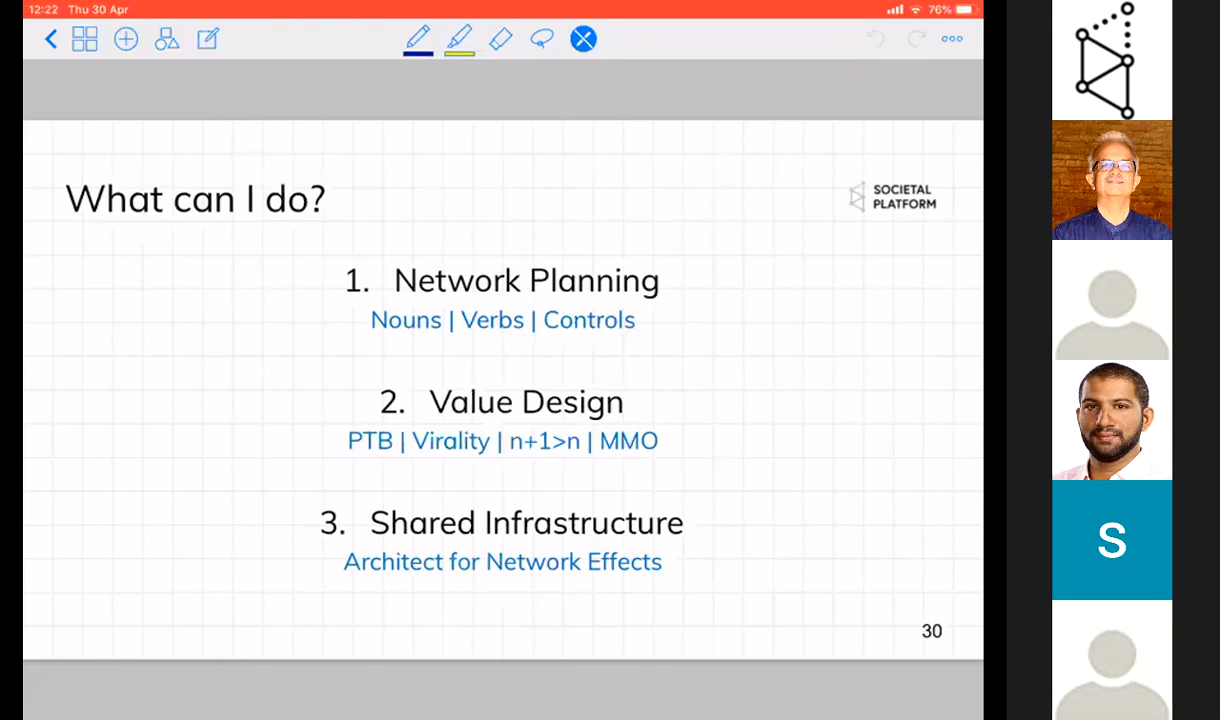 12:22 Thu 30 Apr
76%
What can I do?
SOCIETAL
PLATFORM
1. Network Planning
Nouns | Verbs | Controls
2. Value Design
PTB | Virality | n+1>n | MMO
3. Shared Infrastructure
Architect for Network Effects
30
S